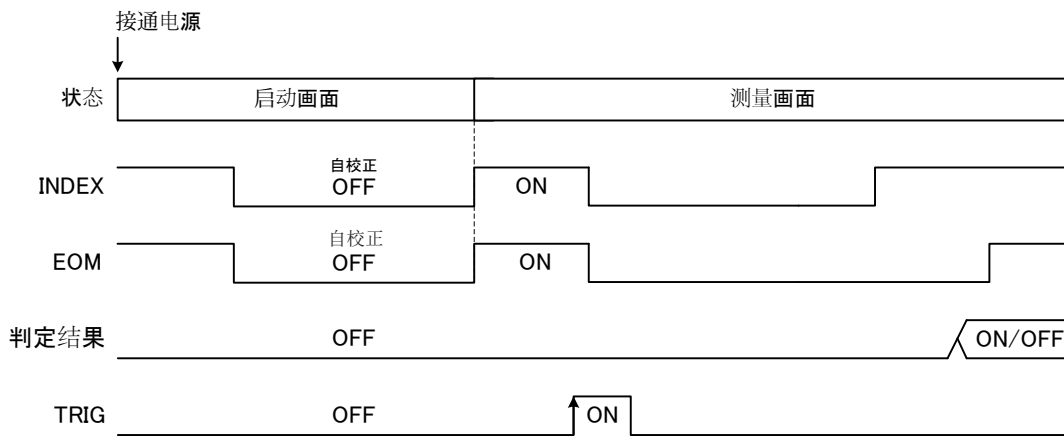 接通电源
状态 启动画面 测量画面
INDEX 自校正 OFF ON
EOM 自校正 OFF ON
判定结果 OFF ON/OFF
TRIG OFF ON